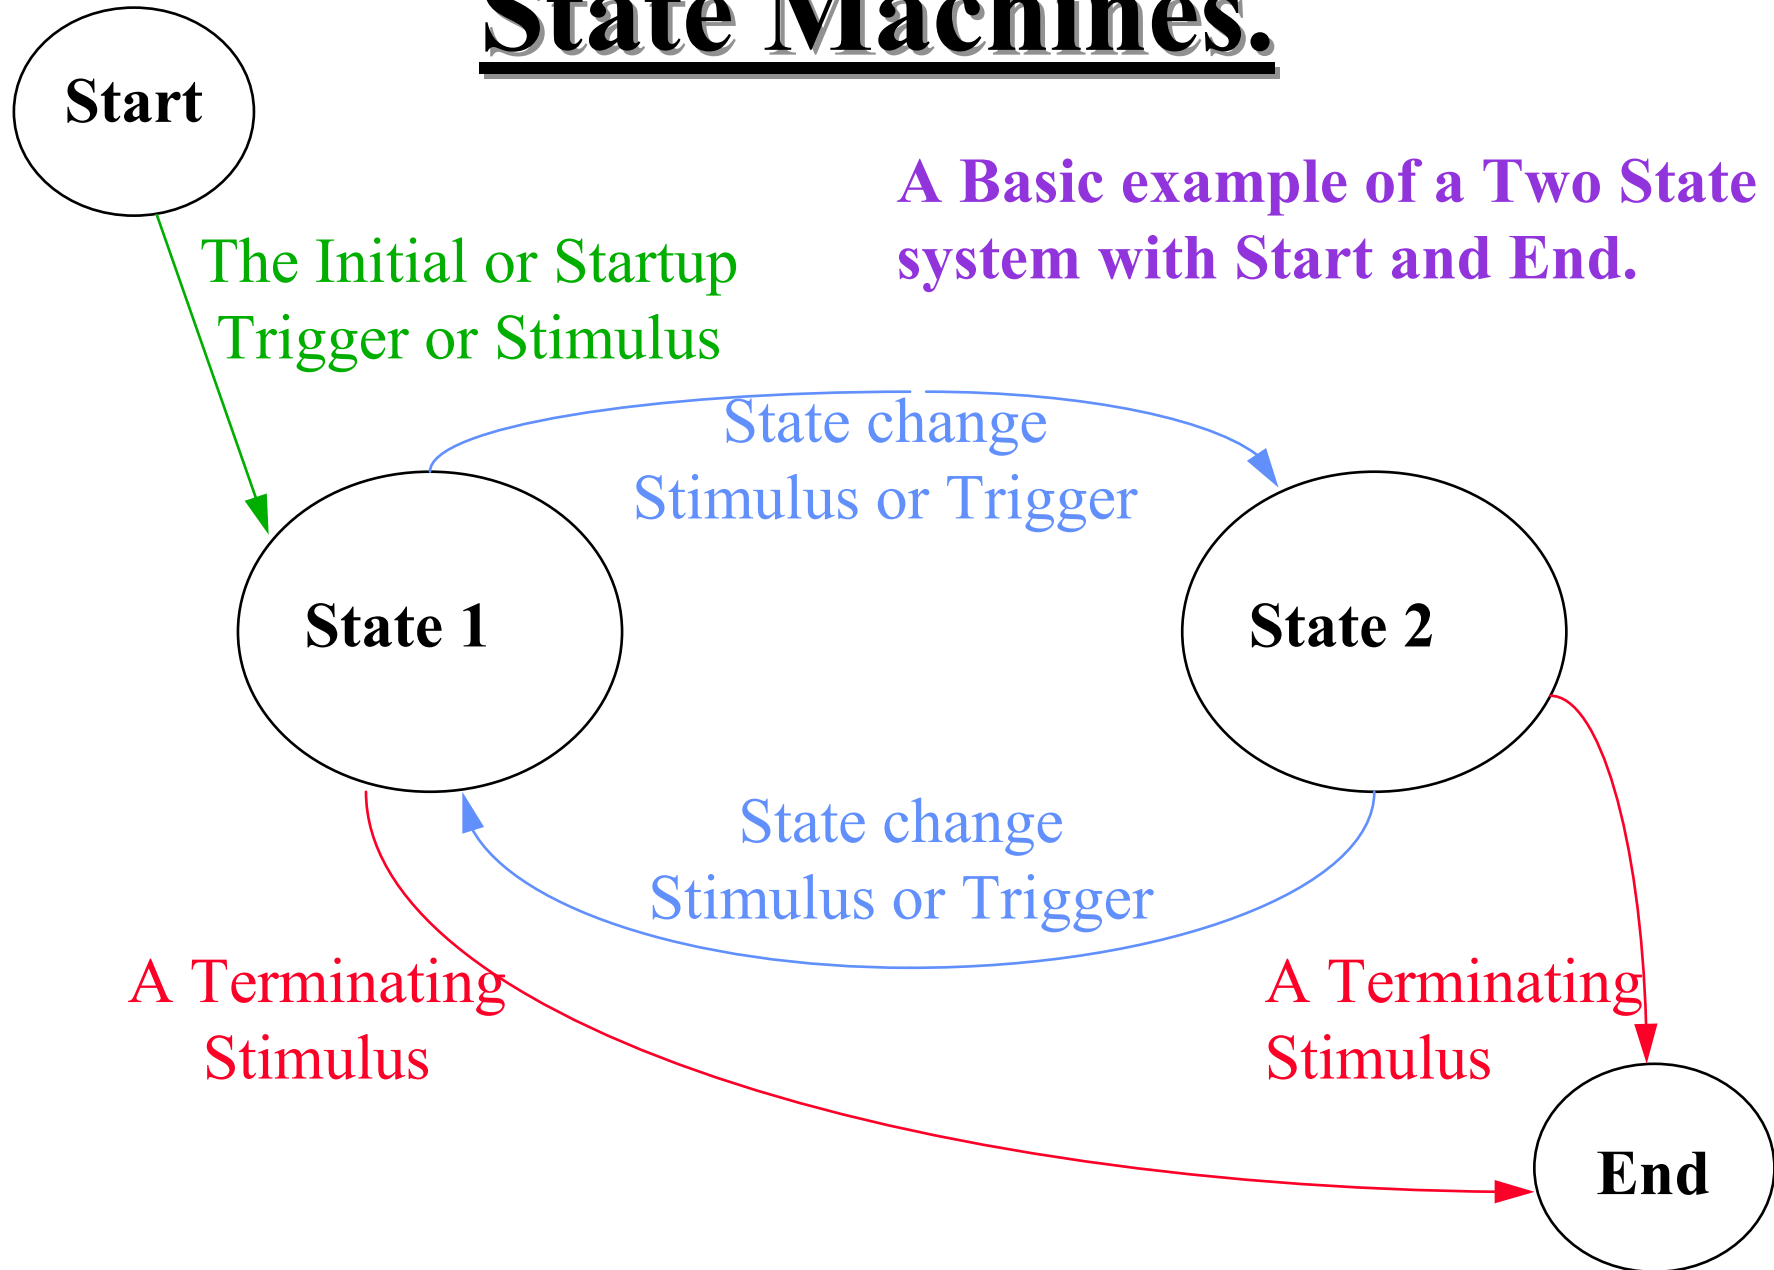 State Machines.
Start
A Basic example of a Two State
system with Start and End.
The Initial or Startup
Trigger or Stimulus
State change
Stimulus or Trigger
State 1
State 2
State change
Stimulus or Trigger
A Terminating
Stimulus
A Terminating
Stimulus
End